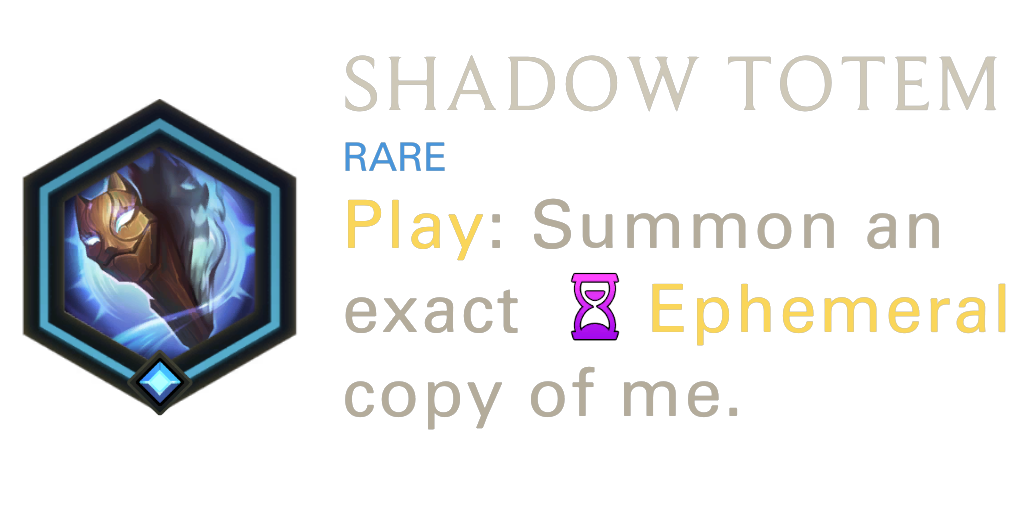 SHADOW TOTEM
RARE
Play: Summon an
exact Ephemeral
copy of me.